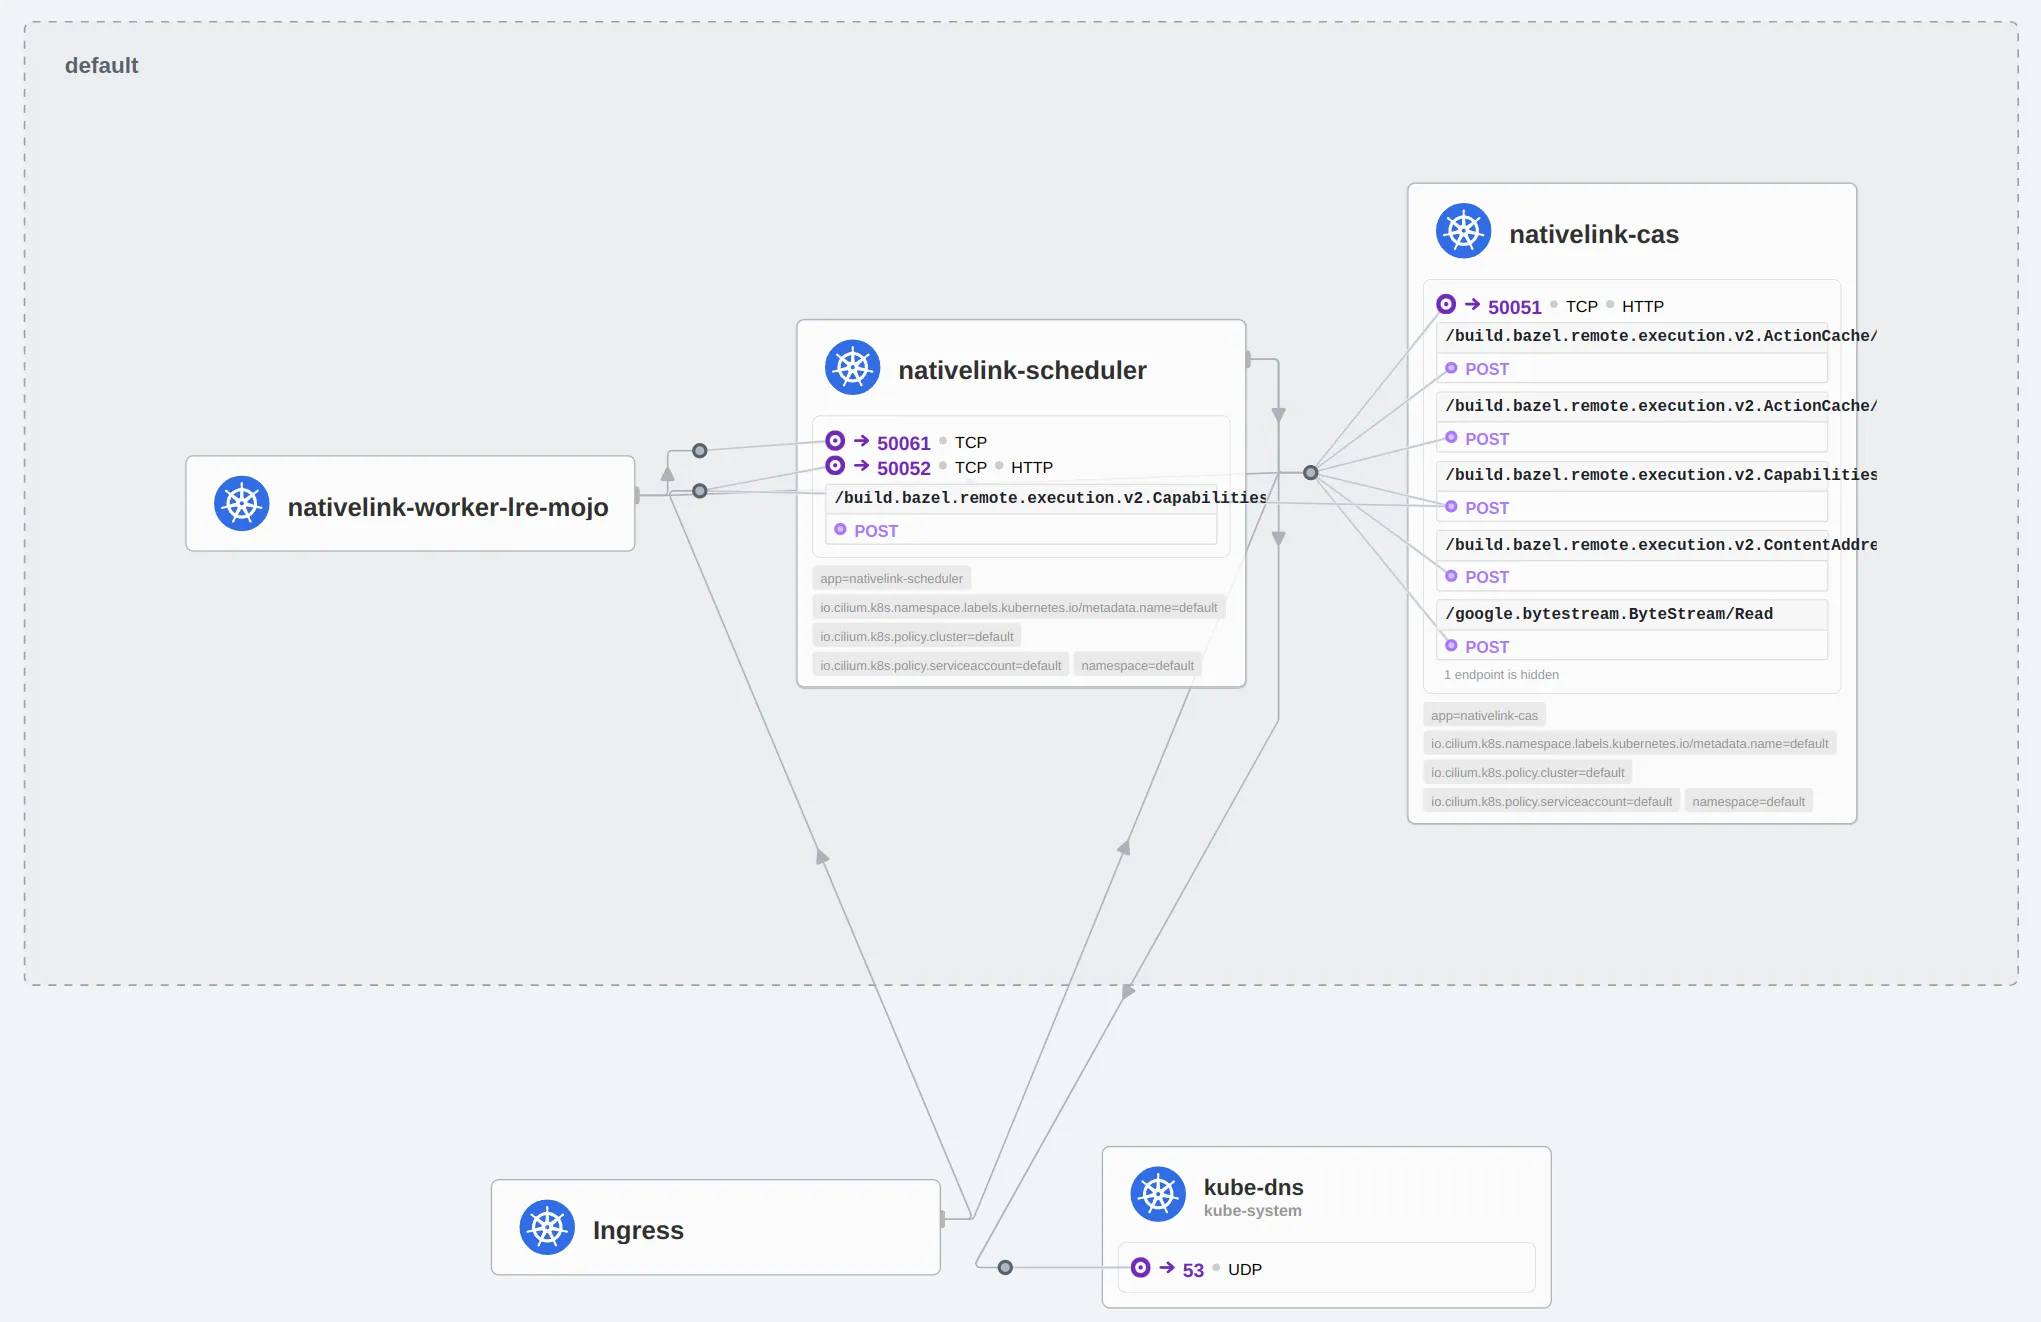 default
nativelink-worker-lre-mojo
nativelink-scheduler
50061 TCP
50052 TCP HTTP
/build.bazel.remote.execution.v2.Capabilities
POST
app=nativelink-scheduler
io.cilium.k8s.namespace.labels.kubernetes.io/metadata.name=default
io.cilium.k8s.policy.cluster=default
io.cilium.k8s.policy.serviceaccount=default namespace=default
nativelink-cas
50051 TCP HTTP
/build.bazel.remote.execution.v2.ActionCache/
POST
/build.bazel.remote.execution.v2.ActionCache/
POST
/build.bazel.remote.execution.v2.Capabilities
POST
/build.bazel.remote.execution.v2.ContentAddre
POST
/google.bytestream.ByteStream/Read
POST
1 endpoint is hidden
app=nativelink-cas
io.cilium.k8s.namespace.labels.kubernetes.io/metadata.name=default
io.cilium.k8s.policy.cluster=default
io.cilium.k8s.policy.serviceaccount=default namespace=default
Ingress
kube-dns
kube-system
53 UDP